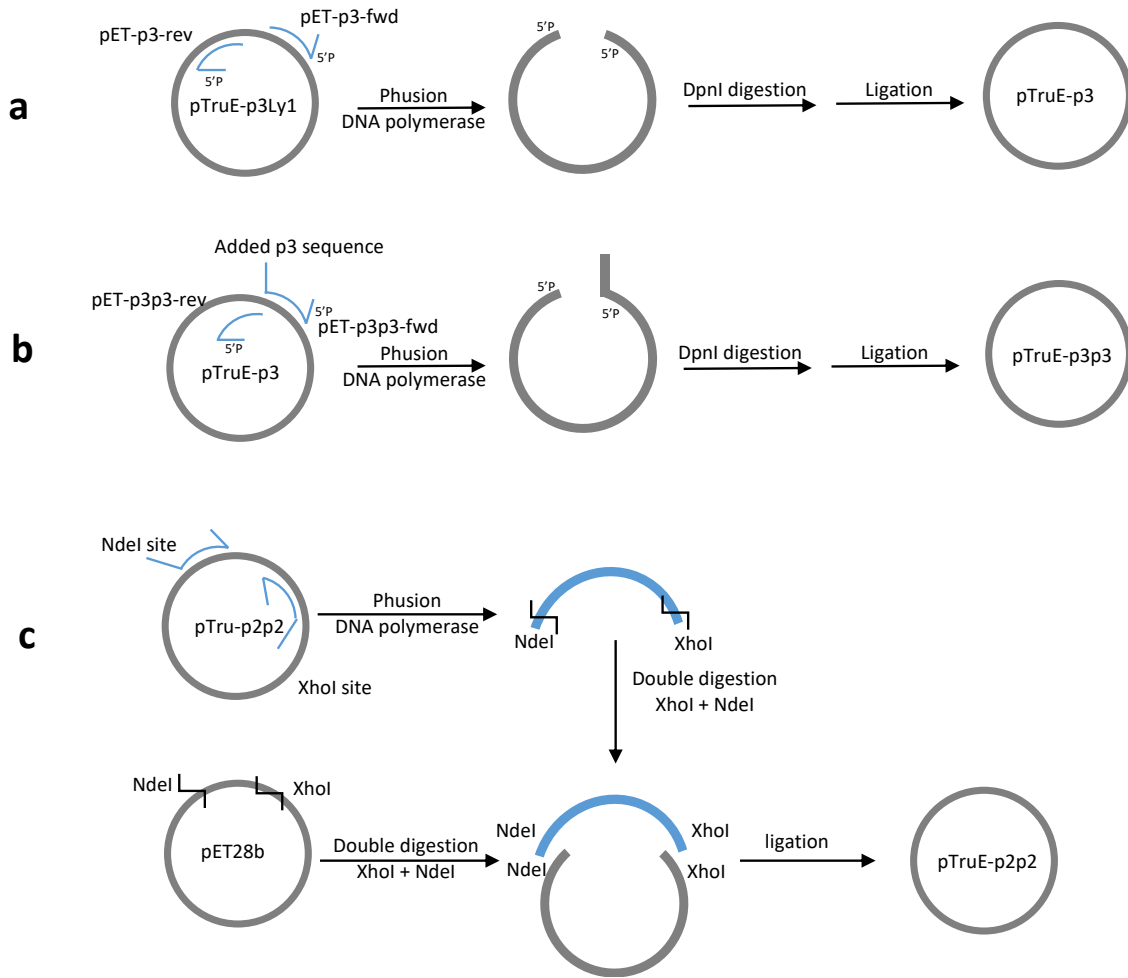 a
pET-p3-rev
pET-p3-fwd
5’P
5’P
pTruE-p3Ly1
Phusion
DNA polymerase
5’P
5’P
DpnI digestion
Ligation
pTruE-p3
b
Added p3 sequence
pET-p3p3-rev
5’P
pET-p3p3-fwd
5’P
pTruE-p3
Phusion
DNA polymerase
5’P
5’P
DpnI digestion
Ligation
pTruE-p3p3
c
NdeI site
pTru-p2p2
XhoI site
Phusion
DNA polymerase
NdeI
XhoI
Double digestion
XhoI + NdeI
NdeI
XhoI
pET28b
Double digestion
XhoI + NdeI
NdeI
NdeI
XhoI
XhoI
ligation
pTruE-p2p2